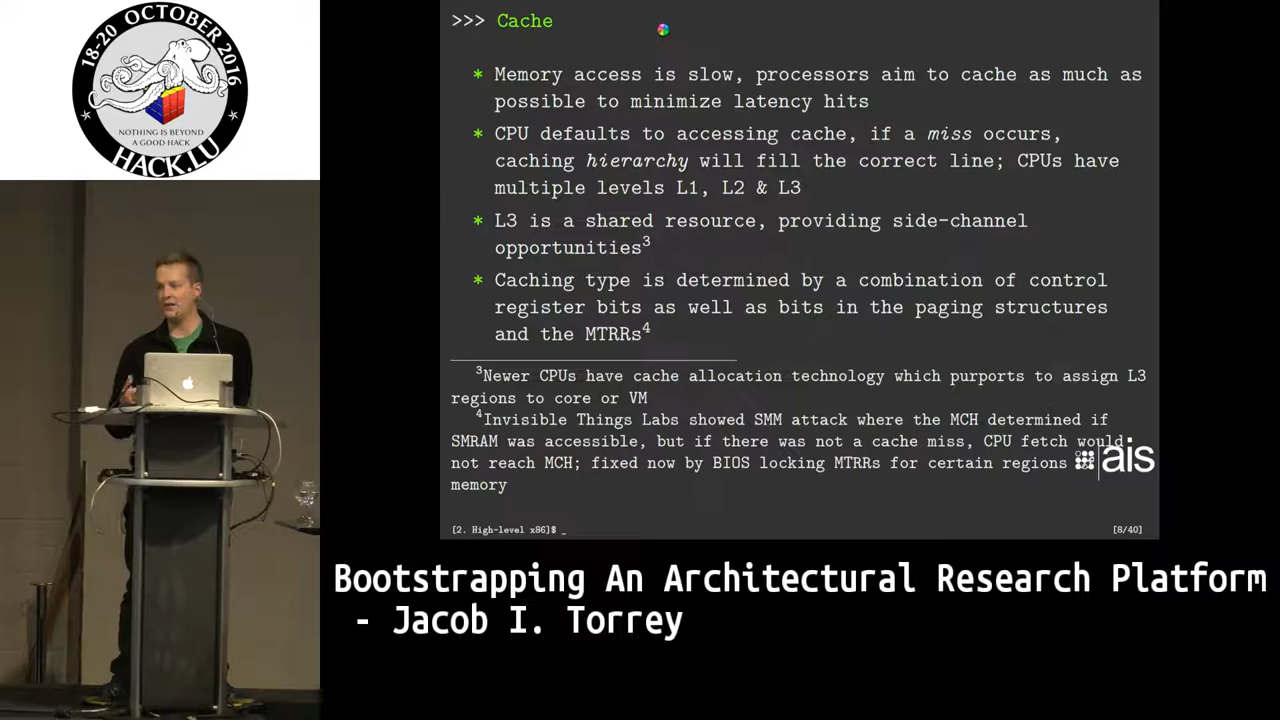 18-20 OCTOBER 2016
NOTHING IS BEYOND
A GOOD HACK
HACK.LU
>>> Cache
* Memory access is slow, processors aim to cache as much as
possible to minimize latency hits
* CPU defaults to accessing cache, if a miss occurs,
caching hierarchy will fill the correct line; CPUs have
multiple levels L1, L2 & L3
* L3 is a shared resource, providing side-channel
opportunities3
* Caching type is determined by a combination of control
register bits as well as bits in the paging structures
and the MTRRs4
3Newer CPUs have cache allocation technology which purports to assign L3
regions to core or VM
4Invisible Things Labs showed SMM attack where the MCH determined if
SMRAM was accessible, but if there was not a cache miss, CPU fetch would
not reach MCH; fixed now by BIOS locking MTRRs for certain regions
memory
ais
[2. High-level x86]$ _
[8/40]
Bootstrapping An Architectural Research Platform
- Jacob I. Torrey